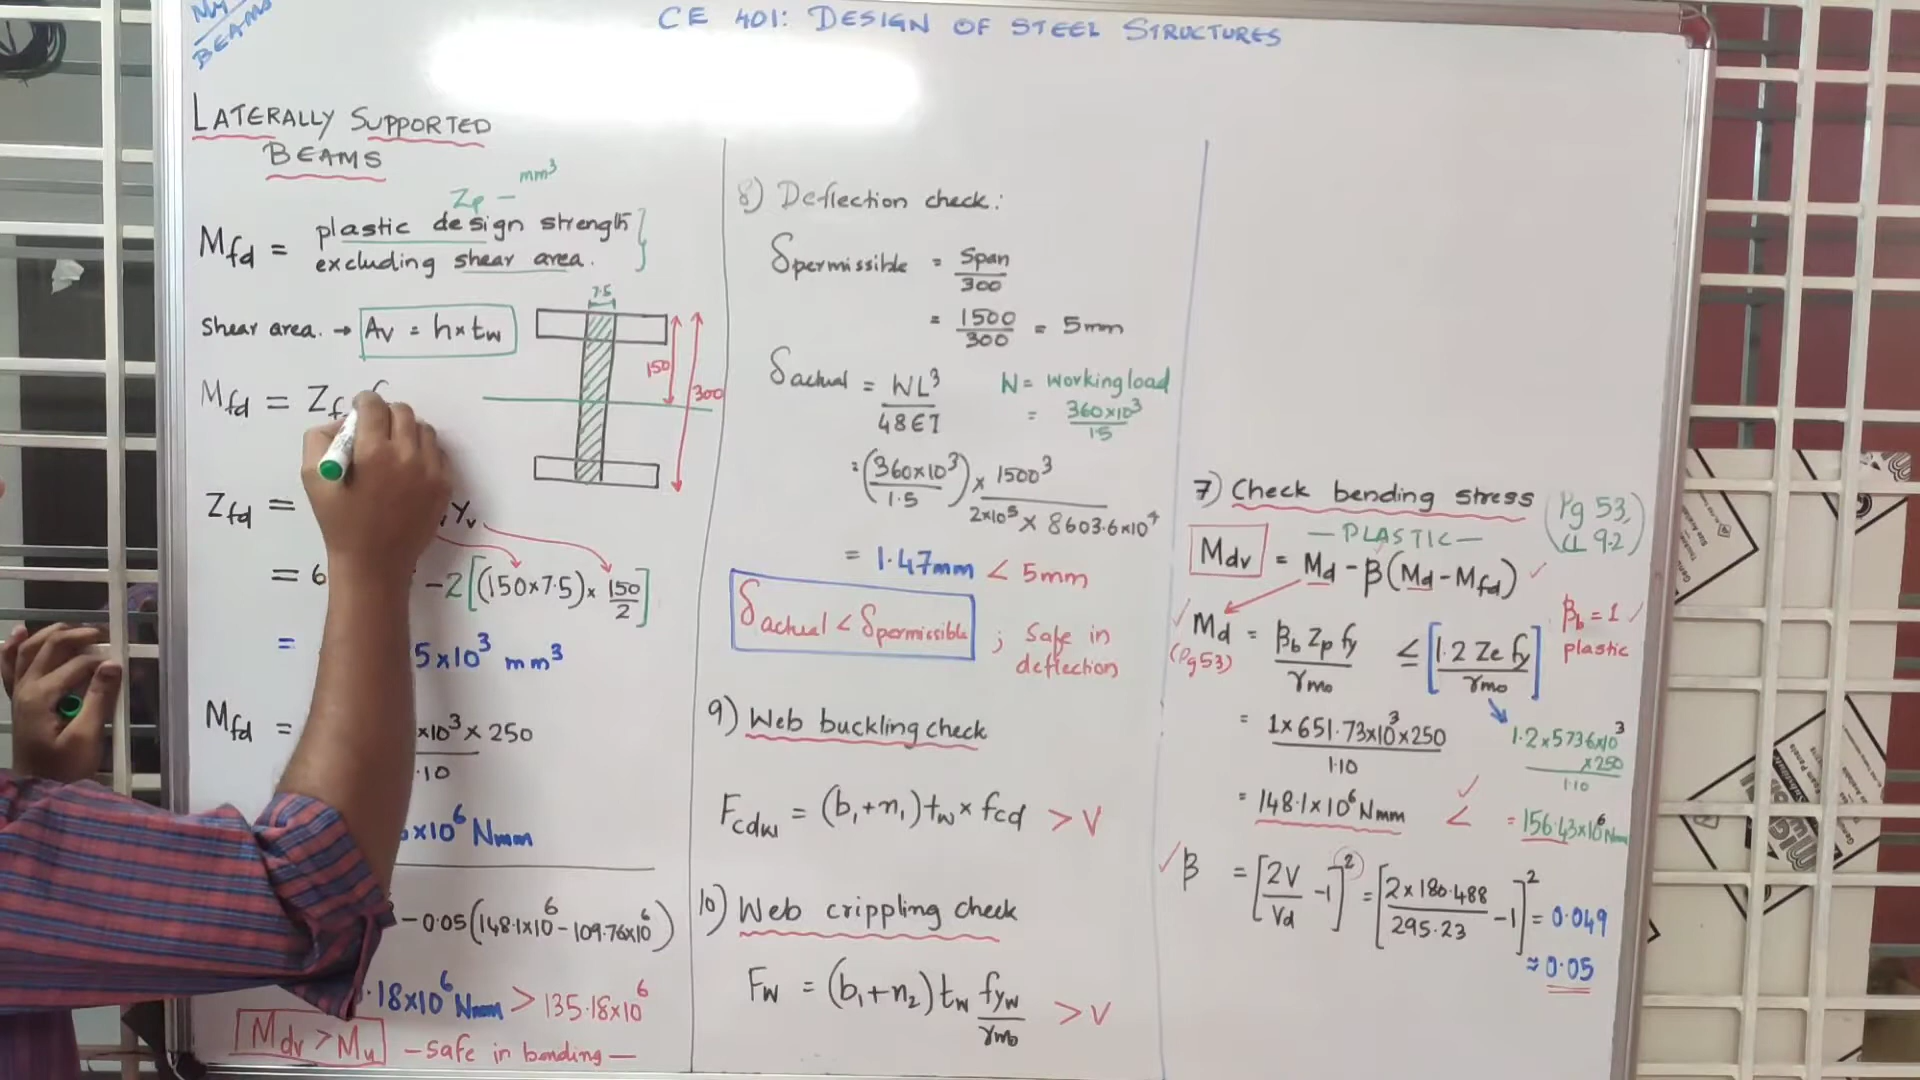 MY
BEAMS
CE 401: DESIGN OF STEEL STRUCTURES
LATERALLY SUPPORTED
BEAMS
Zp - mm³
Mfd = plastic design strength
excluding shear area.
Shear area. → Av = h × tw
7.5
150
300
Mfd = Zf
Zfd = yv
= 6 - 2 [(150×7.5) × 150/2]
= 5×10³ mm³
Mfd = ×10³ × 250
.10
×10⁶ Nmm
- 0.05 (148.1×10⁶ - 109.76×10⁶)
.18×10⁶ Nmm > 135.18×10⁶
Mdv > Mu - safe in bending -
8) Deflection check:
δpermissible = Span/300
= 1500/300 = 5mm
δactual = WL³/48EI
W = working load
= 360×10³/1.5
= (360×10³/1.5) × 1500³/2×10⁵ × 8603.6×10⁴
= 1.47mm < 5mm
δactual < δpermissible ; Safe in
deflection
9) Web buckling check
Fcdw = (b₁+n₁) tw × fcd > V
10) Web crippling check
Fw = (b₁+n₂) tw fyw/γmo > V
7) Check bending stress (Pg 53, cl 9.2)
- PLASTIC -
Mdv = Md - β (Md - Mfd) ✓
✓ Md = βb Zp fy/γmo ≤ [1.2 Ze fy/γmo]
(Pg 53)
βb = 1 ✓
plastic
= 1 × 651.73×10³×250/1.10
1.2 × 573.6×10³ ×250/1.10
= 148.1×10⁶ Nmm < ✓ = 156.43×10⁶ Nmm
✓ β = [2V/Vd - 1]² = [2 × 180.488/295.23 - 1]² = 0.049
≈ 0.05